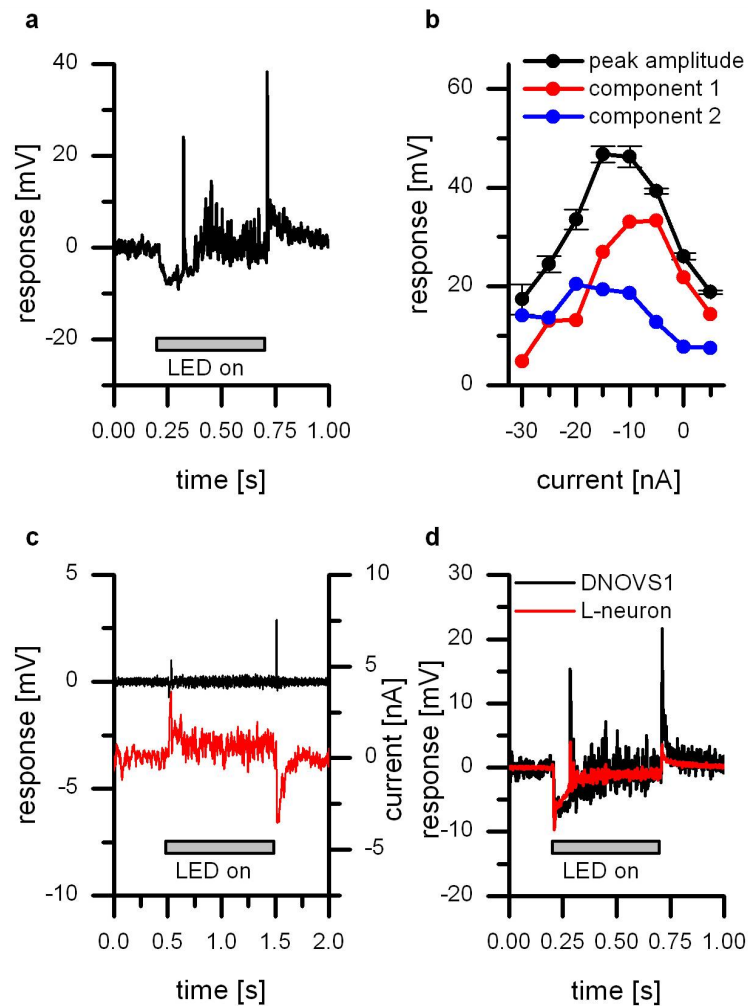 a
40
20
0
-20
response [mV]
LED on
0.00 0.25 0.50 0.75 1.00
time [s]
b
peak amplitude
component 1
component 2
60
40
20
0
response [mV]
-30 -20 -10 0
current [nA]
c
5
0
-5
-10
response [mV]
10
5
0
-5
current [nA]
LED on
0.0 0.5 1.0 1.5 2.0
time [s]
d
DNOVS1
L-neuron
30
20
10
0
-10
-20
response [mV]
LED on
0.00 0.25 0.50 0.75 1.00
time [s]